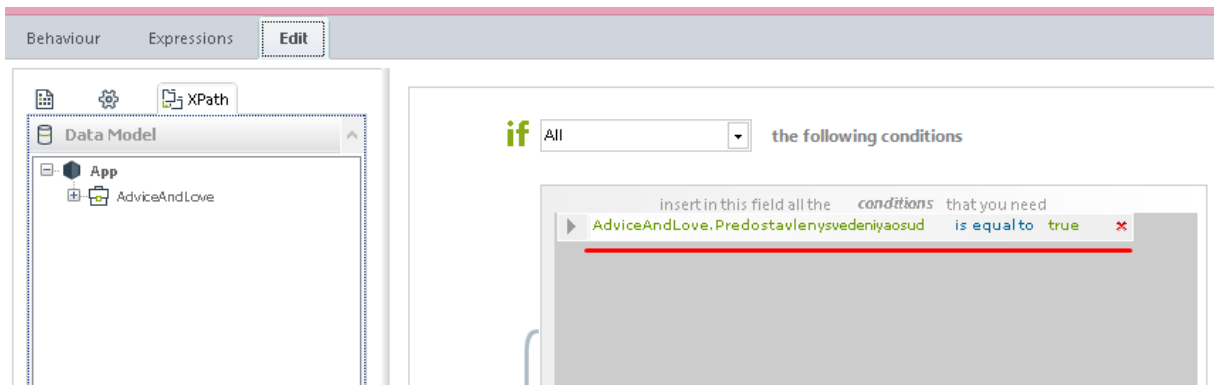 Behaviour Expressions Edit
XPath
Data Model
App
AdviceAndLove
if All the following conditions
insert in this field all the conditions that you need
AdviceAndLove.Predostavlenysvedeniyaosud is equal to true